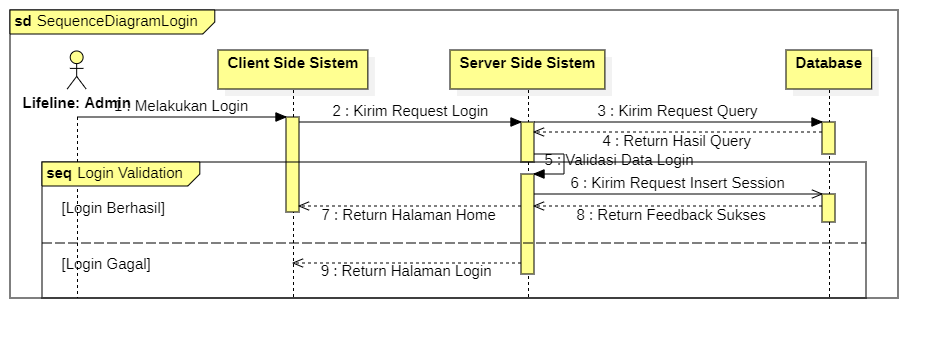 sd SequenceDiagramLogin
Client Side Sistem
Server Side Sistem
Database
Lifeline: Admin
1 : Melakukan Login
2 : Kirim Request Login
3 : Kirim Request Query
4 : Return Hasil Query
5 : Validasi Data Login
seq Login Validation
6 : Kirim Request Insert Session
[Login Berhasil]
7 : Return Halaman Home
8 : Return Feedback Sukses
[Login Gagal]
9 : Return Halaman Login